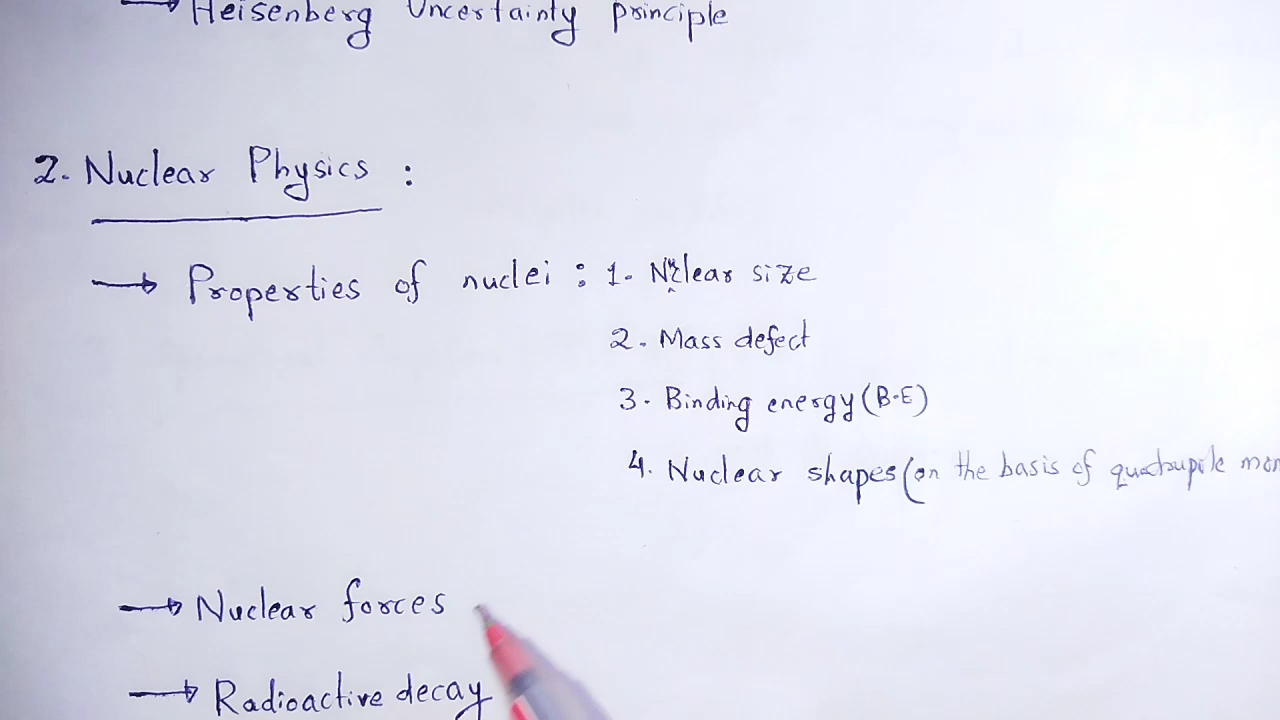 → Heisenberg Uncertainty principle
2. Nuclear Physics :
→ Properties of nuclei : 1. Nuclear size
2. Mass defect
3. Binding energy (B.E)
4. Nuclear shapes (on the basis of
→ Nuclear forces
→ Radioactive decay